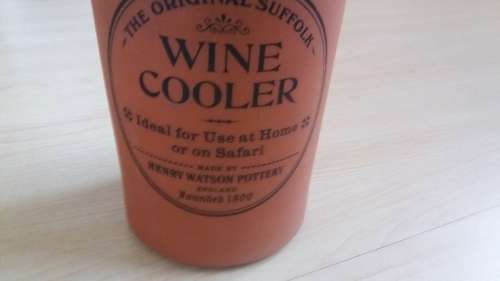 THE ORIGINAL SUFFOLK
WINE
COOLER
Ideal for Use at Home
or on Safari
MADE BY
HENRY WATSON POTTERY
ENGLAND
Founded 1800